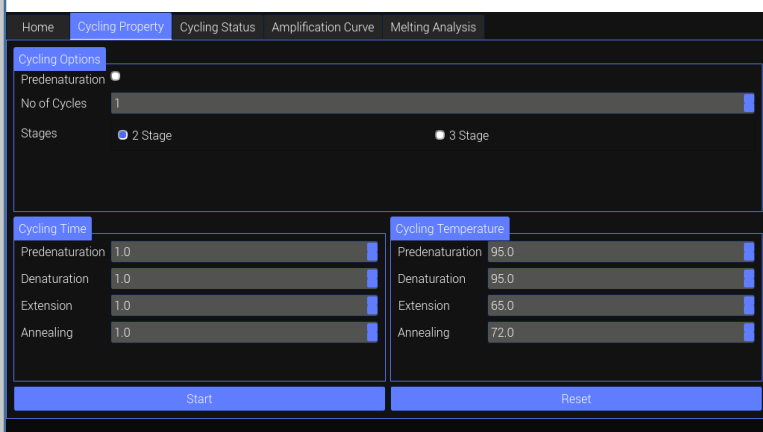 Home Cycling Property Cycling Status Amplification Curve Melting Analysis
Cycling Options
Predenaturation
No of Cycles 1
Stages 2 Stage 3 Stage
Cycling Time
Predenaturation 1.0
Denaturation 1.0
Extension 1.0
Annealing 1.0
Cycling Temperature
Predenaturation 95.0
Denaturation 95.0
Extension 65.0
Annealing 72.0
Start Reset